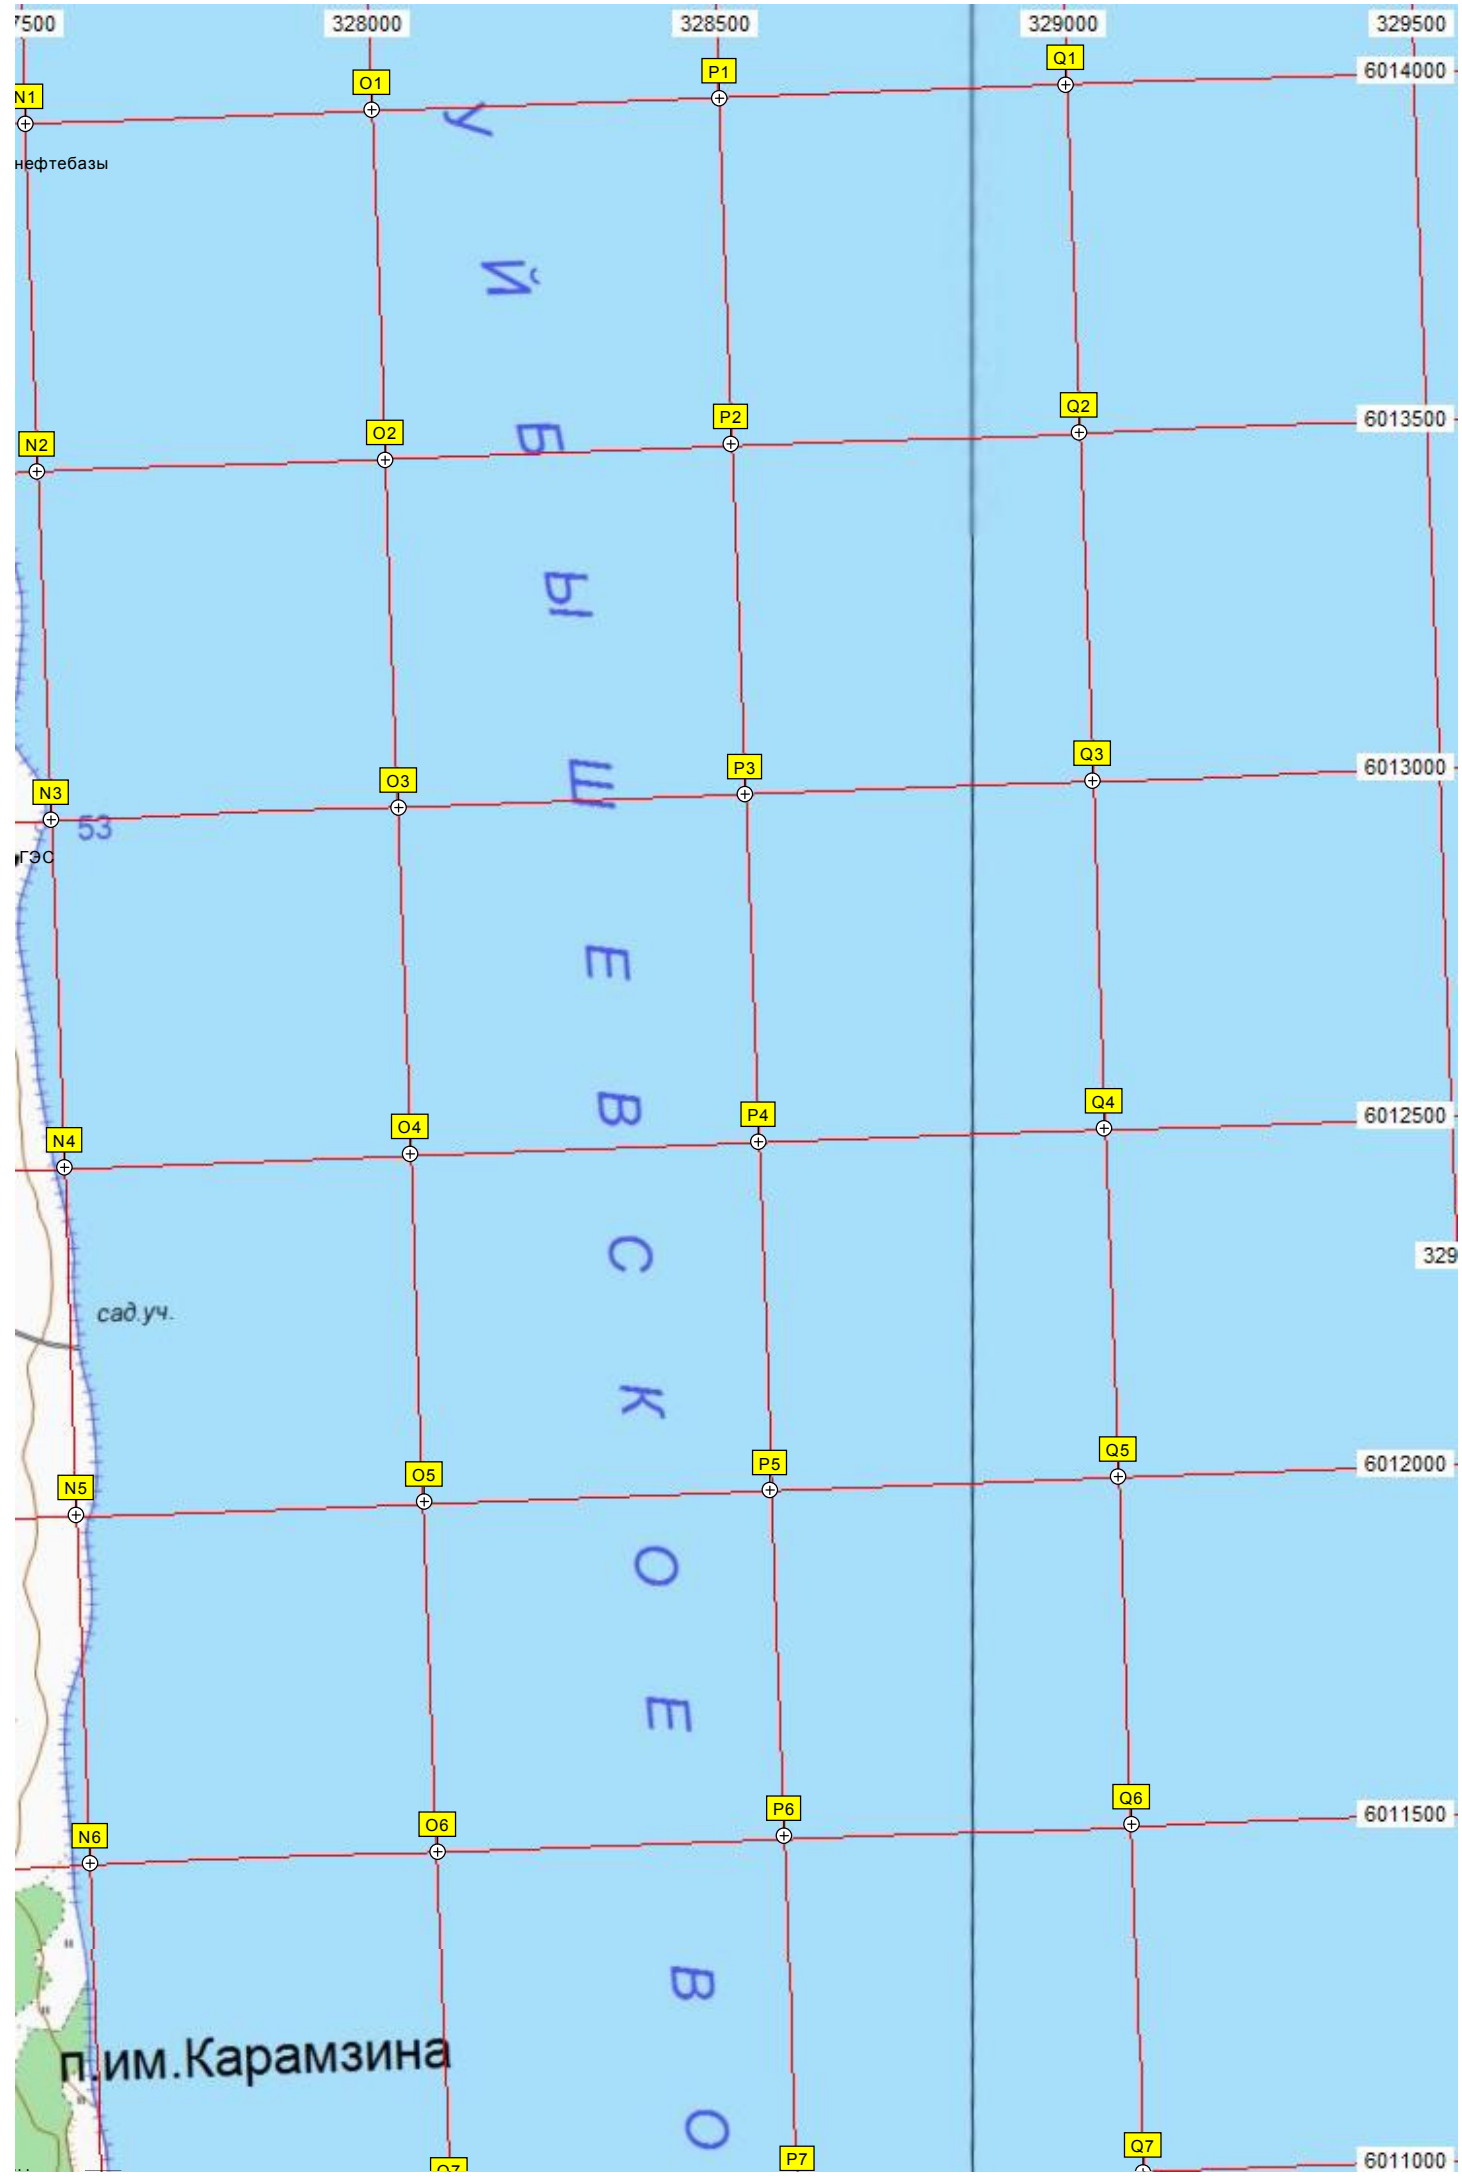 7500 328000 328500 329000 329500
N1 O1 P1 Q1 6014000
нефтебазы
N2 O2 P2 Q2 6013500
N3 O3 P3 Q3 6013000
53
ГЭС
N4 O4 P4 Q4 6012500
329
сад.уч.
N5 O5 P5 Q5 6012000
N6 O6 P6 Q6 6011500
п.им.Карамзина
O7 P7 Q7 6011000
У Й Б Ы Ш Е В С К О Е
В О